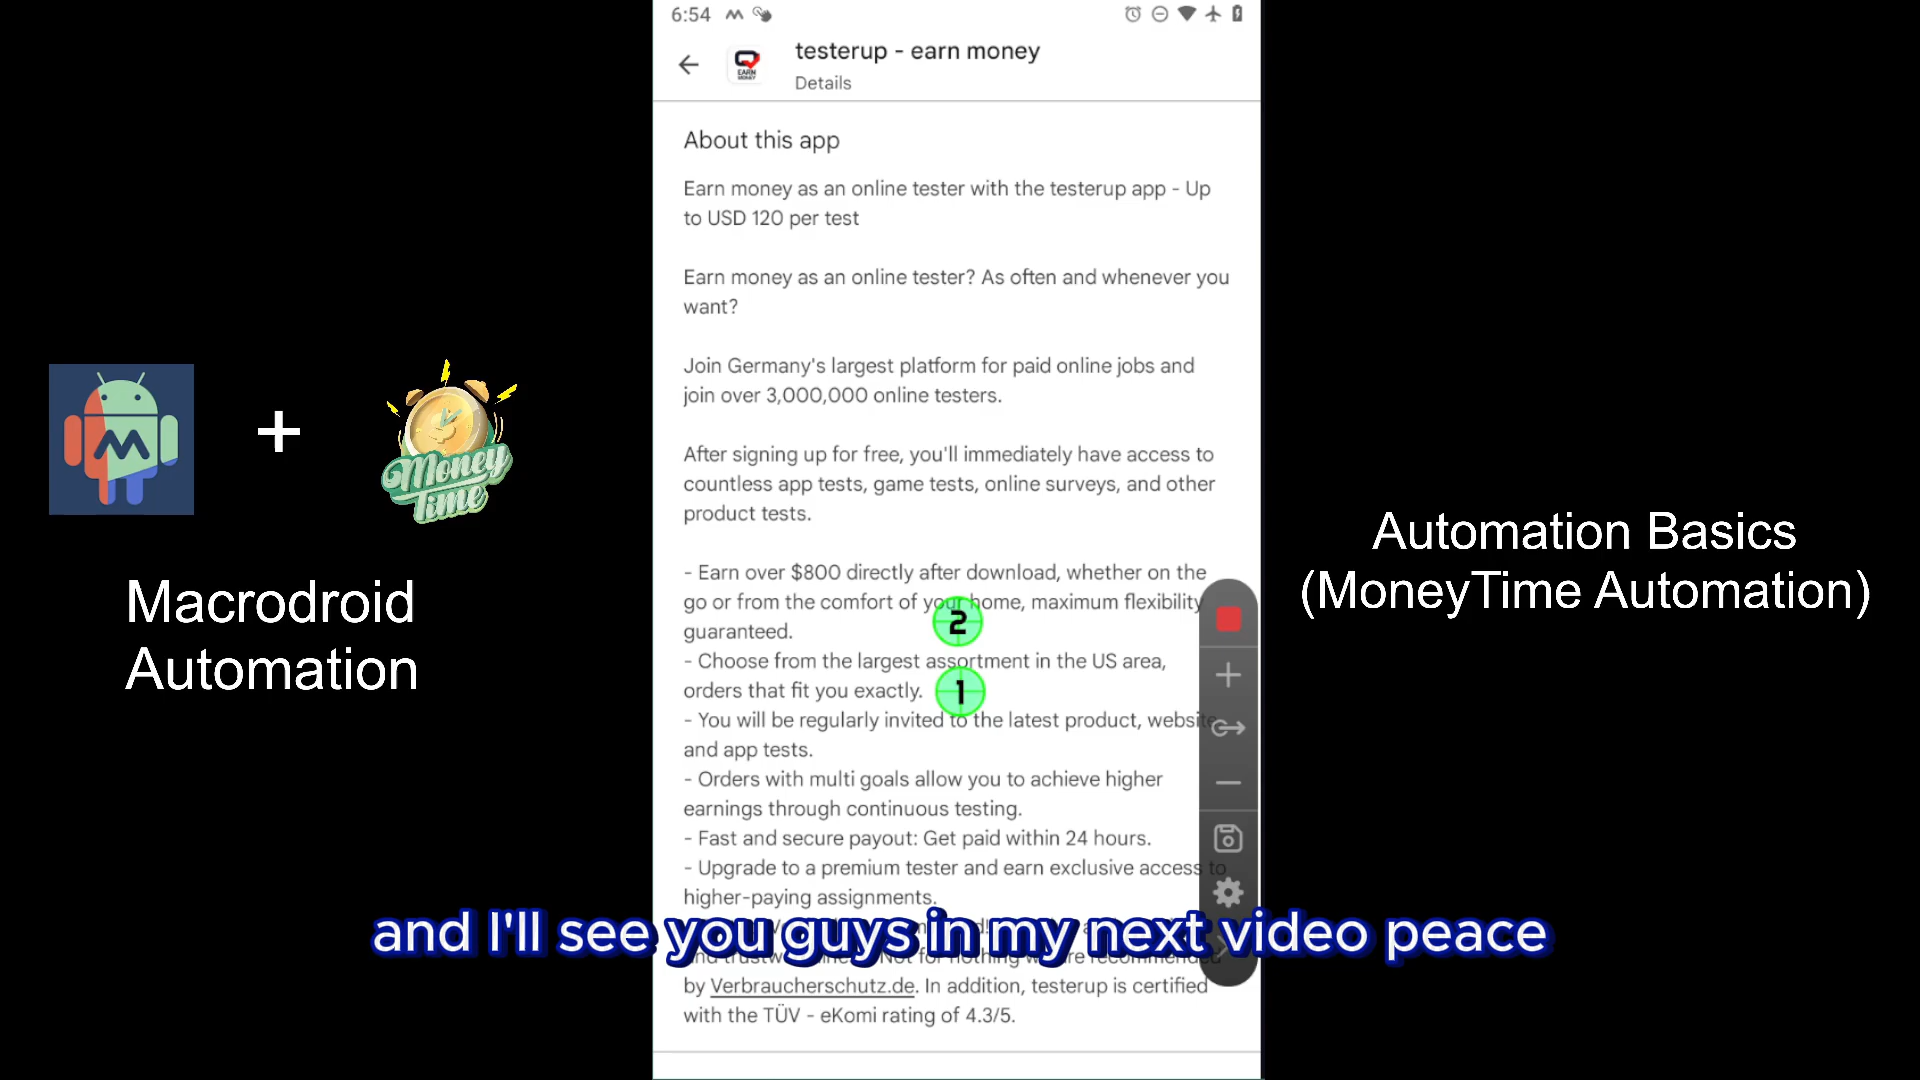 6:54
testerup - earn money
Details
EARN
MONEY
About this app
Earn money as an online tester with the testerup app - Up
to USD 120 per test
Earn money as an online tester? As often and whenever you
want?
Join Germany's largest platform for paid online jobs and
join over 3,000,000 online testers.
After signing up for free, you'll immediately have access to
countless app tests, game tests, online surveys, and other
product tests.
- Earn over $800 directly after download, whether on the
go or from the comfort of your home, maximum flexibility
guaranteed.
2
- Choose from the largest assortment in the US area,
orders that fit you exactly.
1
- You will be regularly invited to the latest product, website
and app tests.
- Orders with multi goals allow you to achieve higher
earnings through continuous testing.
- Fast and secure payout: Get paid within 24 hours.
- Upgrade to a premium tester and earn exclusive access to
higher-paying assignments.
by Verbraucherschutz.de. In addition, testerup is certified
with the TÜV - eKomi rating of 4.3/5.
M
+
Money
Time
Macrodroid
Automation
Automation Basics
(MoneyTime Automation)
and I'll see you guys in my next video peace